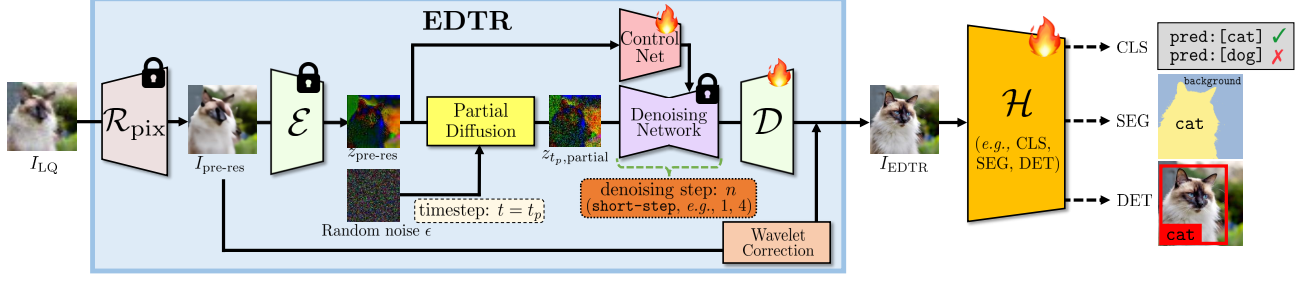 EDTR
I_LQ
R_pix
I_pre-res
E
z_pre-res
Random noise ϵ
Partial
Diffusion
timestep: t = t_p
z_{t_p},partial
Control
Net
Denoising
Network
denoising step: n
(short-step, e.g., 1, 4)
D
Wavelet
Correction
I_EDTR
H
(e.g., CLS,
SEG, DET)
CLS
pred:[cat] ✓
pred:[dog] ✗
SEG
background
cat
DET
cat